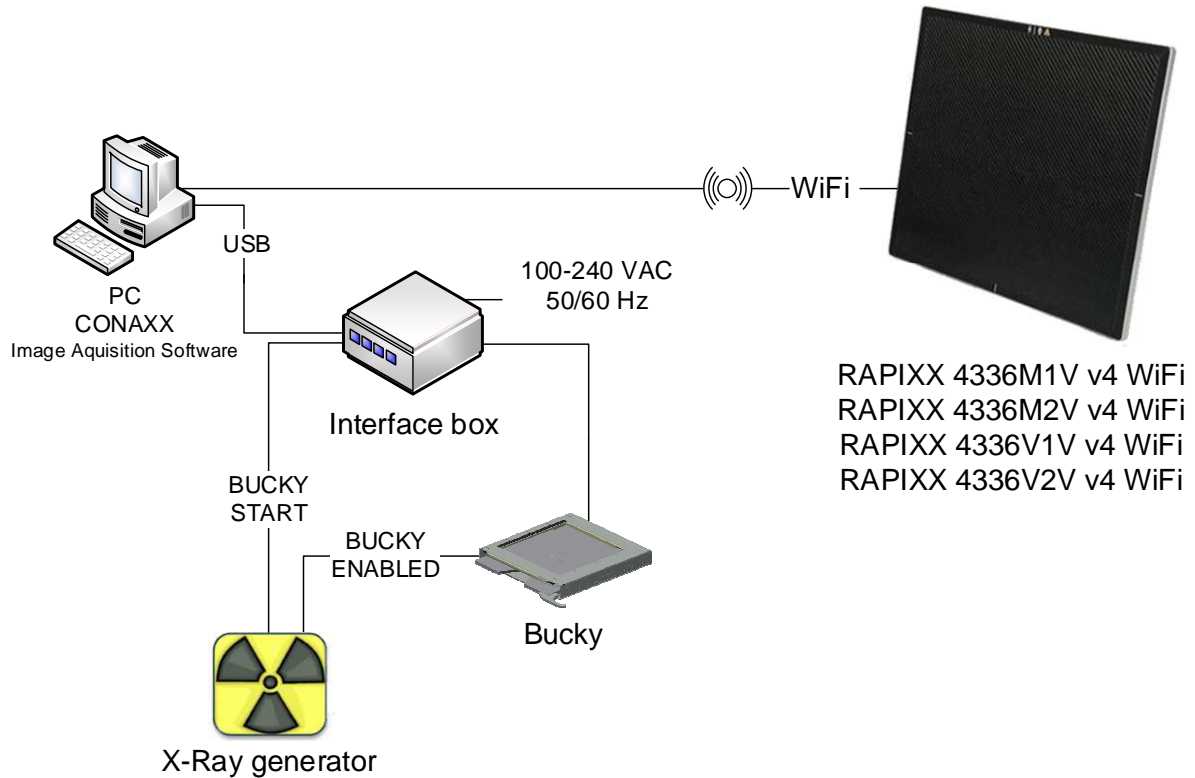 WiFi
USB
100-240 VAC
50/60 Hz
PC
CONAXX
Image Aquisition Software
Interface box
RAPIXX 4336M1V v4 WiFi
RAPIXX 4336M2V v4 WiFi
RAPIXX 4336V1V v4 WiFi
RAPIXX 4336V2V v4 WiFi
BUCKY
START
BUCKY
ENABLED
Bucky
X-Ray generator